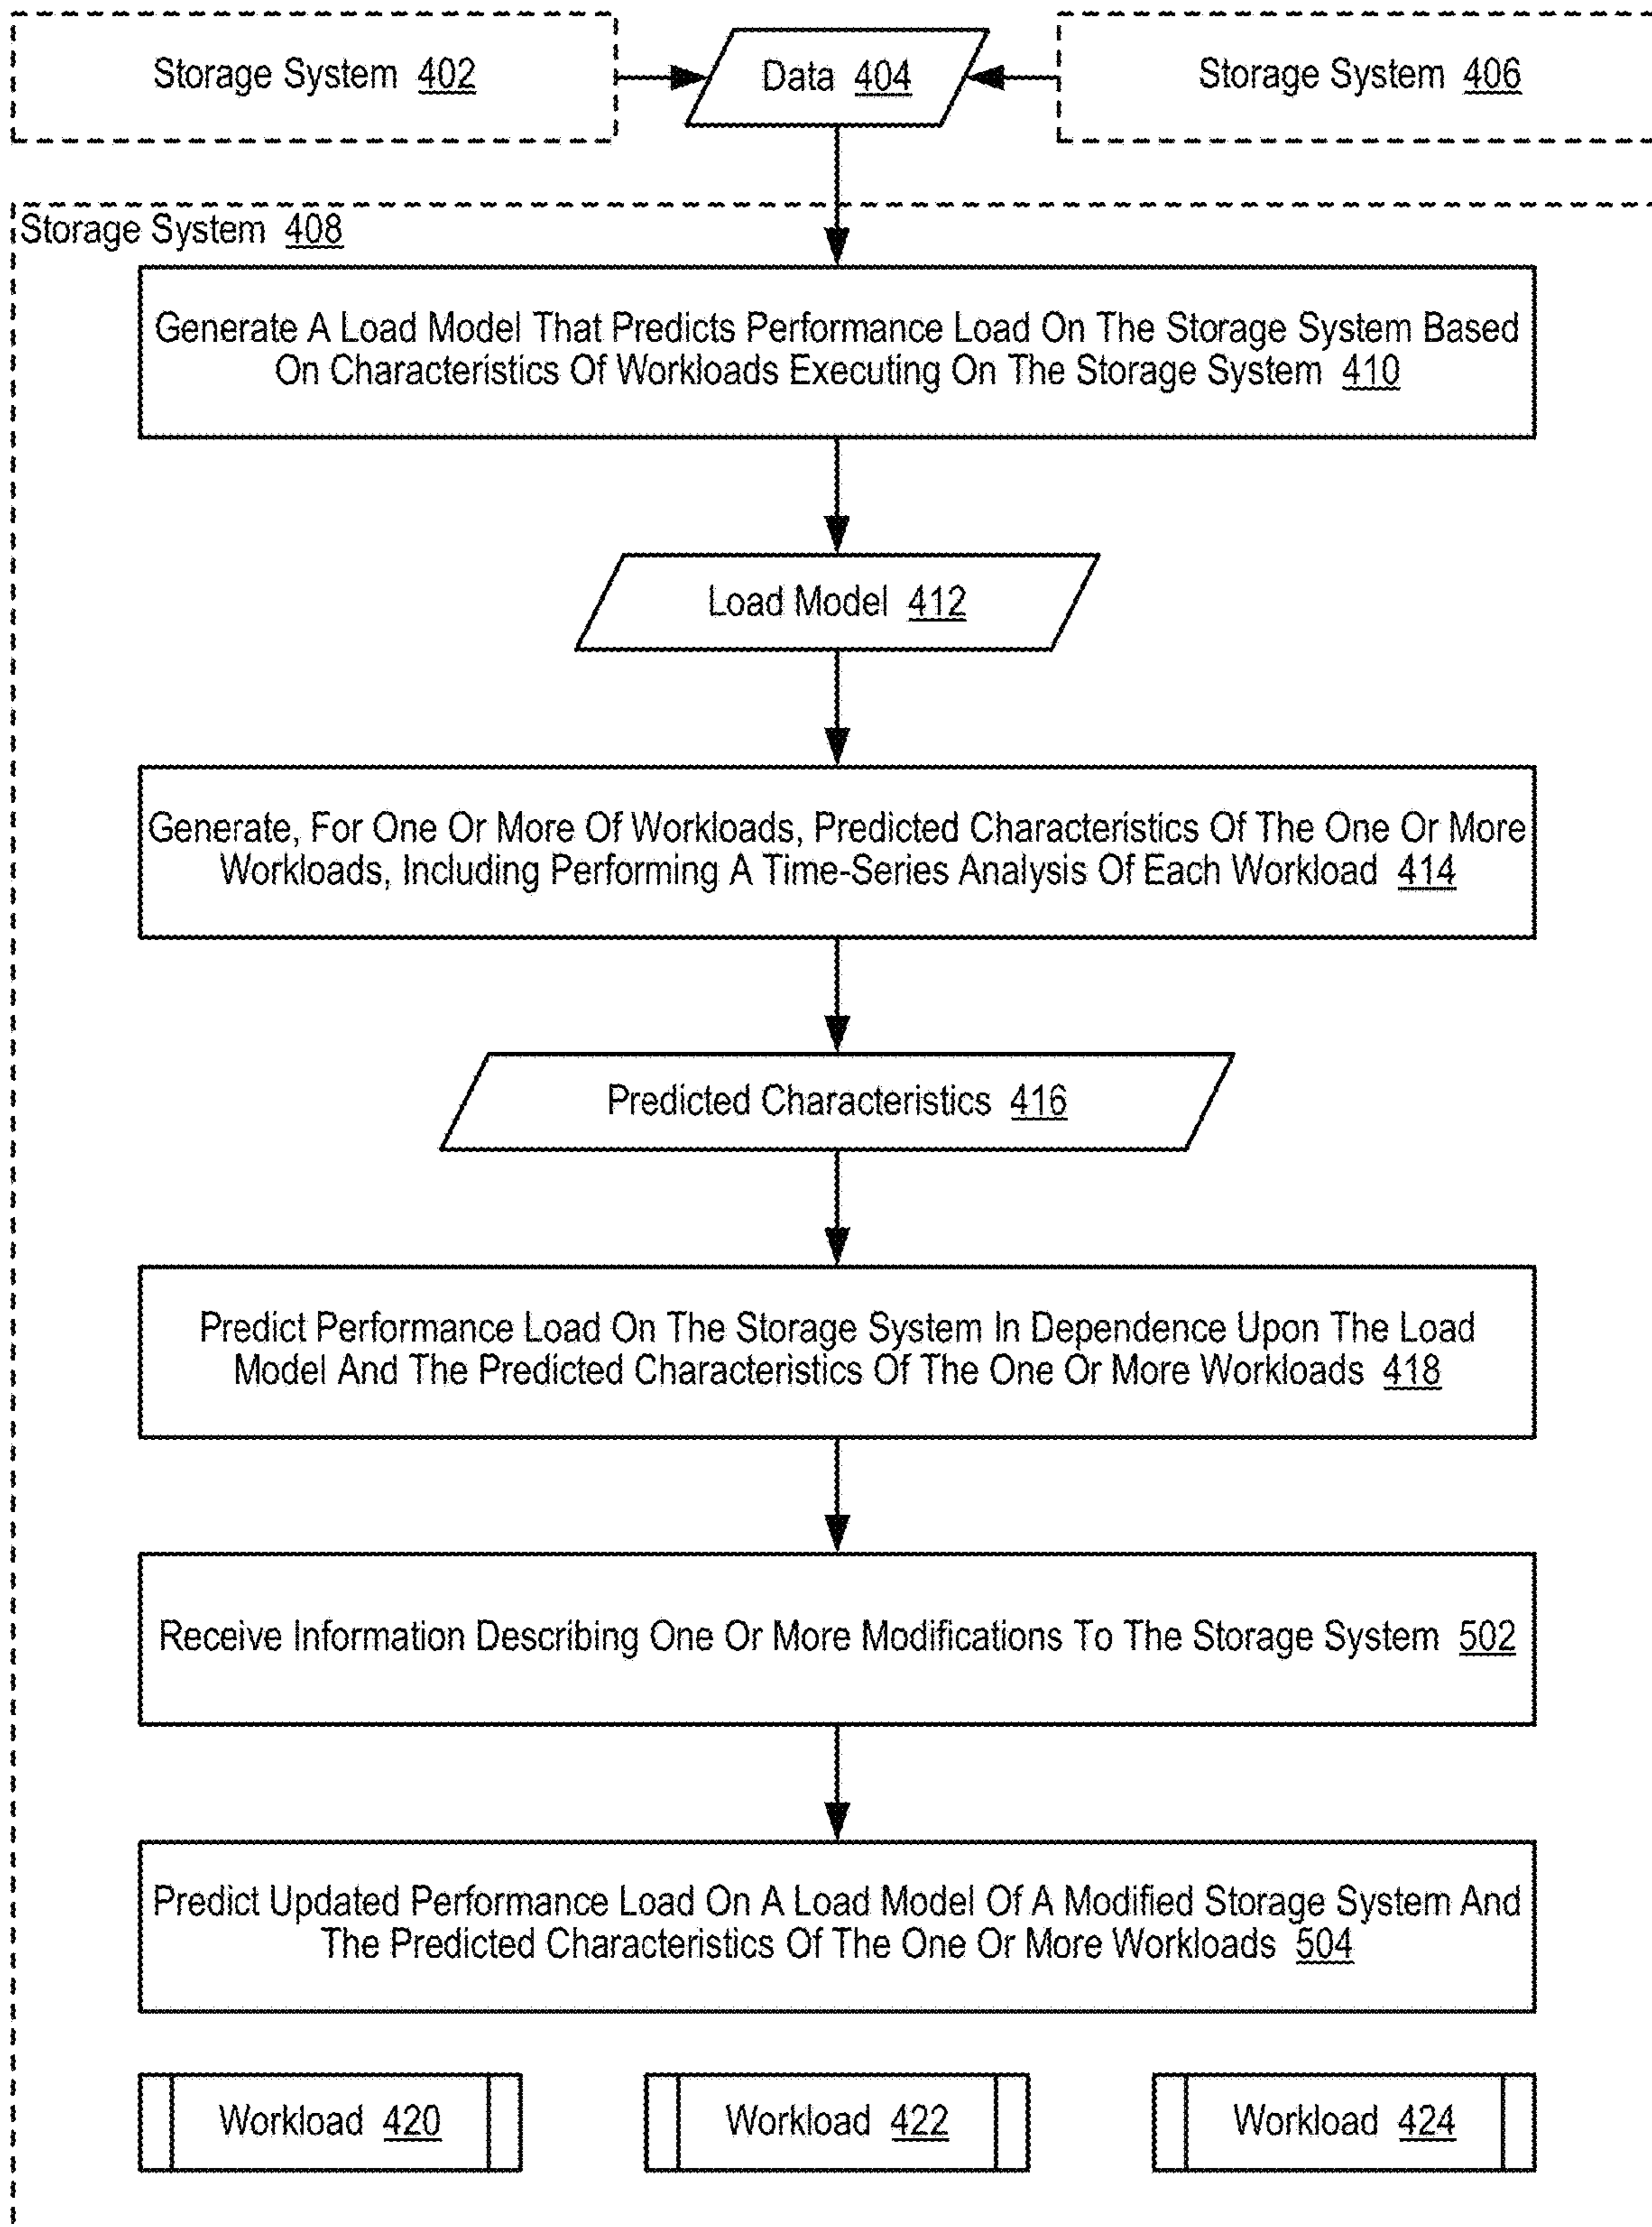 Storage System 402
Data 404
Storage System 406
Storage System 408
Generate A Load Model That Predicts Performance Load On The Storage System Based
On Characteristics Of Workloads Executing On The Storage System 410
Load Model 412
Generate, For One Or More Of Workloads, Predicted Characteristics Of The One Or More
Workloads, Including Performing A Time-Series Analysis Of Each Workload 414
Predicted Characteristics 416
Predict Performance Load On The Storage System In Dependence Upon The Load
Model And The Predicted Characteristics Of The One Or More Workloads 418
Receive Information Describing One Or More Modifications To The Storage System 502
Predict Updated Performance Load On A Load Model Of A Modified Storage System And
The Predicted Characteristics Of The One Or More Workloads 504
Workload 420
Workload 422
Workload 424